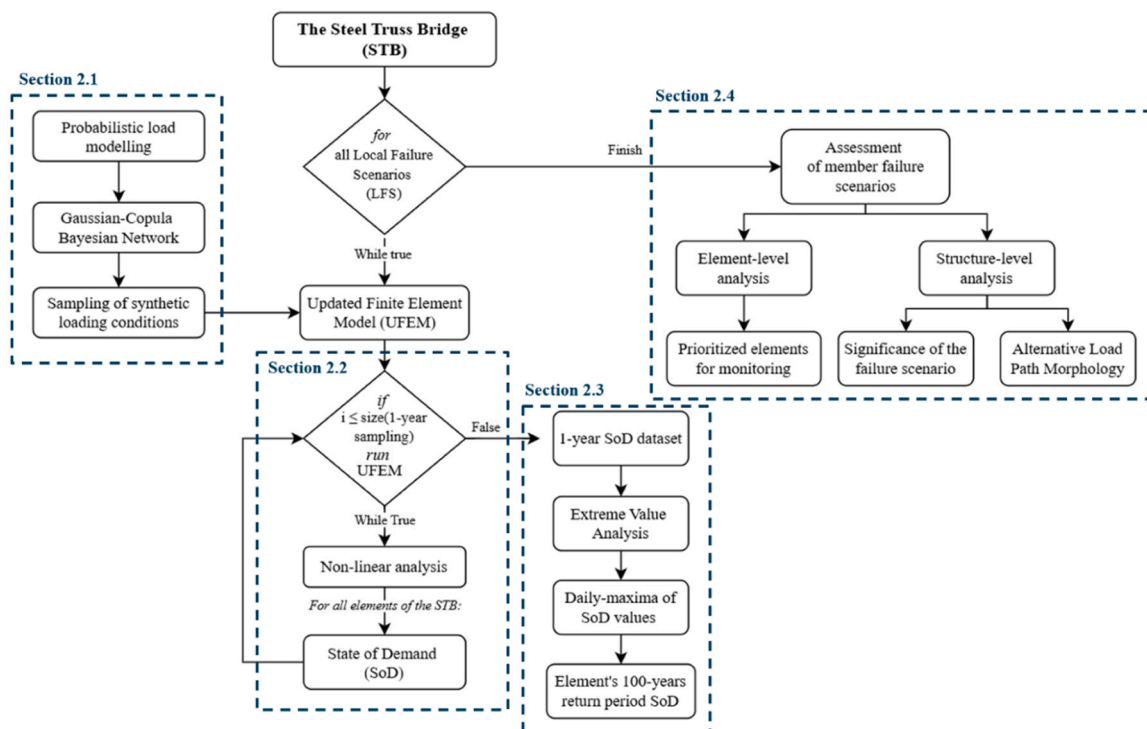 The Steel Truss Bridge
(STB)
Section 2.1
Probabilistic load
modelling
Gaussian-Copula
Bayesian Network
Sampling of synthetic
loading conditions
for
all Local Failure
Scenarios
(LFS)
Finish
While true
Updated Finite Element
Model (UFEM)
Section 2.2
if
i ≤ size(1-year
sampling)
run
UFEM
False
While True
Non-linear analysis
For all elements of the STB:
State of Demand
(SoD)
Section 2.3
1-year SoD dataset
Extreme Value
Analysis
Daily-maxima of
SoD values
Element's 100-years
return period SoD
Section 2.4
Assessment
of member failure
scenarios
Element-level
analysis
Structure-level
analysis
Prioritized elements
for monitoring
Significance of the
failure scenario
Alternative Load
Path Morphology